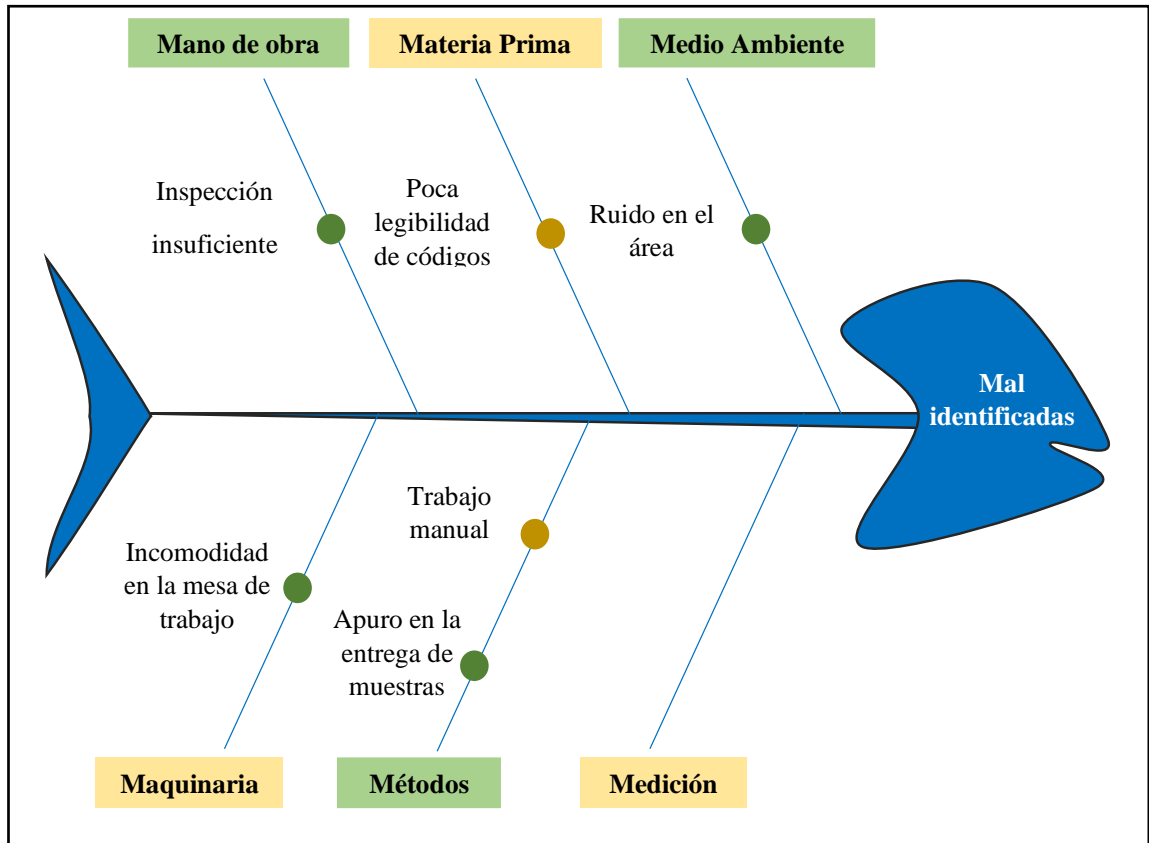 Mano de obra
Materia Prima
Medio Ambiente
Inspección
insuficiente
Poca
legibilidad
de códigos
Ruido en el
área
Mal
identificadas
Incomodidad
en la mesa de
trabajo
Trabajo
manual
Apuro en la
entrega de
muestras
Maquinaria
Métodos
Medición